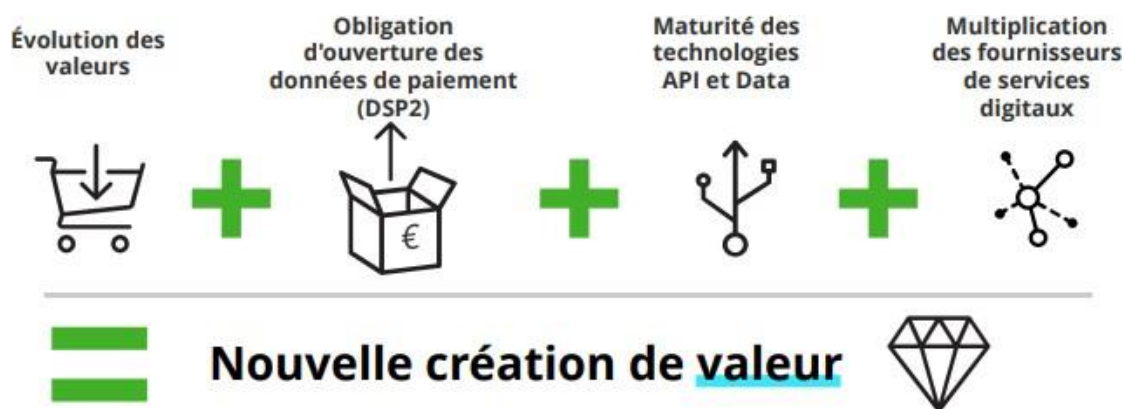 Évolution des
valeurs
Obligation
d'ouverture des
données de paiement
(DSP2)
Maturité des
technologies
API et Data
Multiplication
des fournisseurs
de services
digitaux
€
Nouvelle création de valeur